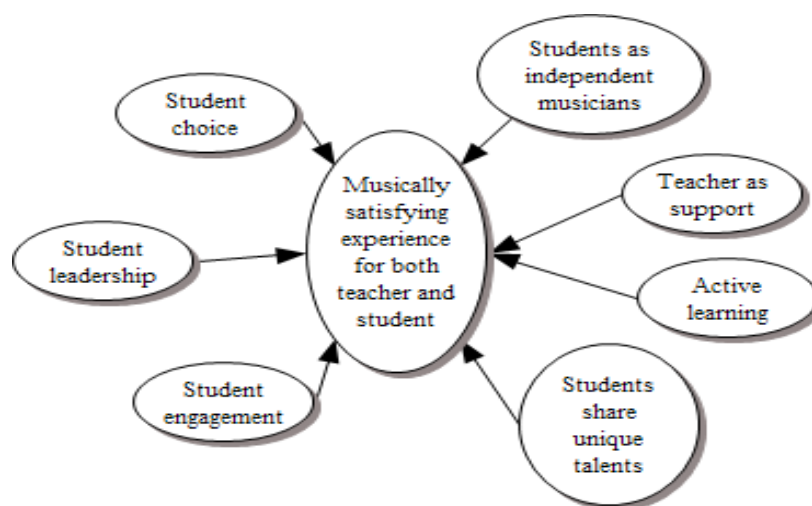 Students as
independent
musicians
Student
choice
Musically
satisfying
experience
for both
teacher and
student
Teacher as
support
Student
leadership
Active
learning
Student
engagement
Students
share
unique
talents